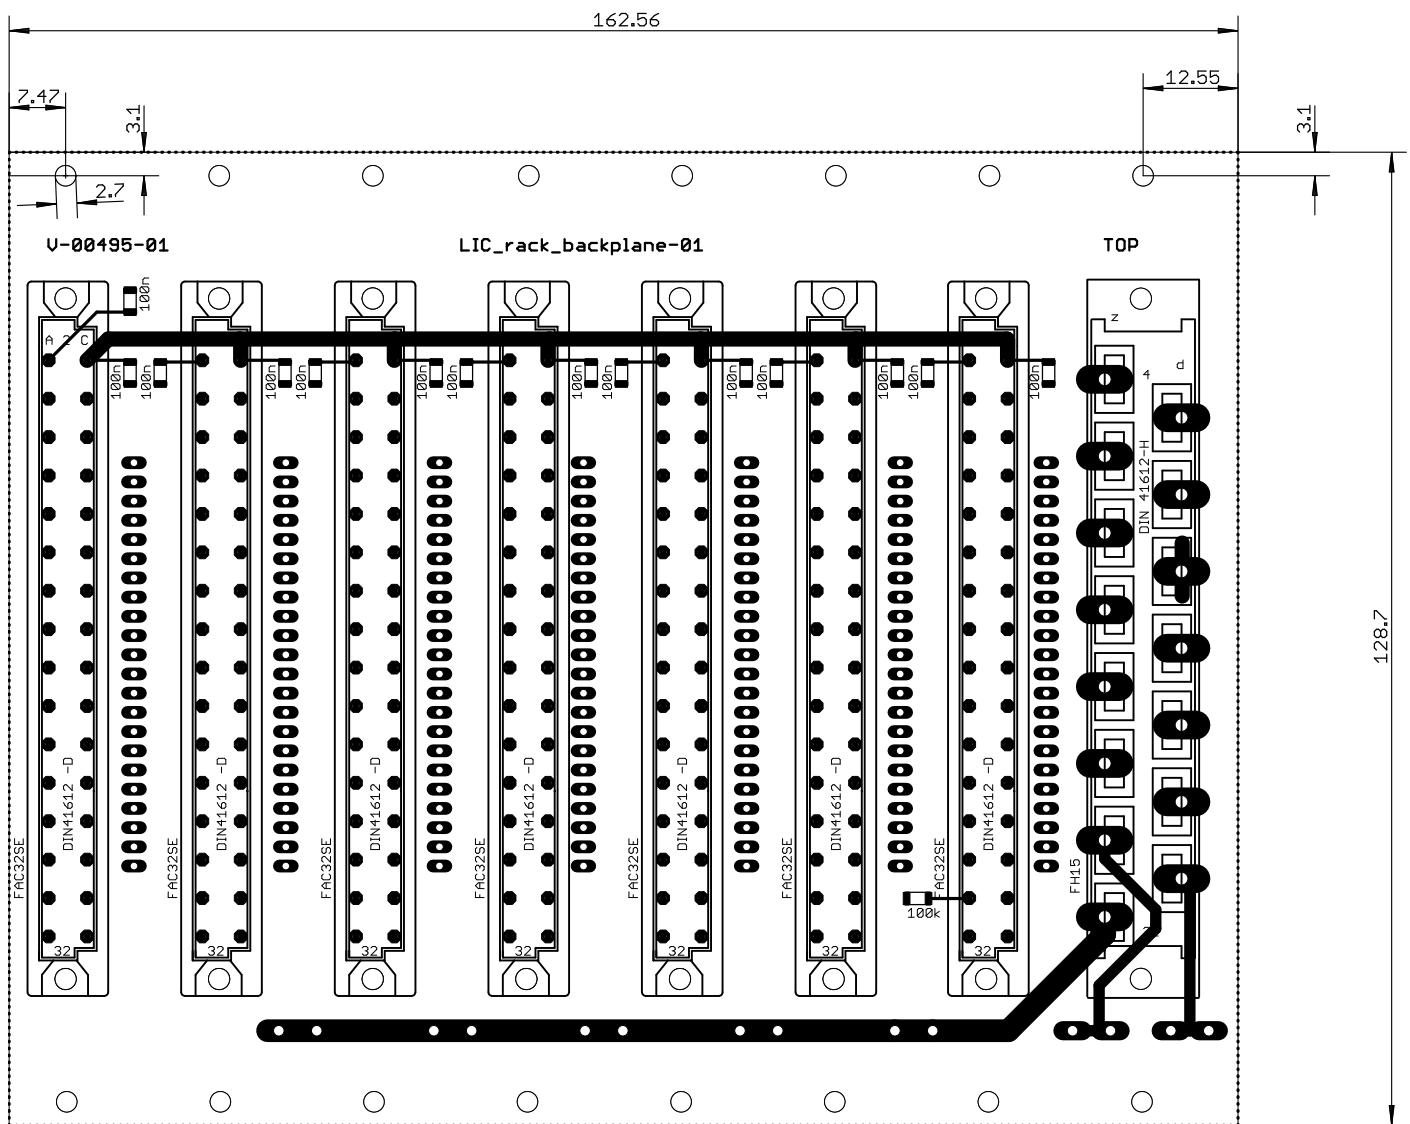 162.56
7.47
12.55
3.1
3.1
2.7
V-00495-01
LIC_rack_backplane-01
TOP
100n
z
A 2 C
d
4
100n
100n
100n
100n
100n
100n
100n
100n
100n
100n
100n
100n
100n
DIN 41612-H
128.7
DIN41612 -D
DIN41612 -D
DIN41612 -D
DIN41612 -D
DIN41612 -D
DIN41612 -D
DIN41612 -D
FAC32SE
FAC32SE
FAC32SE
FAC32SE
FAC32SE
FAC32SE
FAC32SE
FH15
100k
32
32
32
32
32
32
32